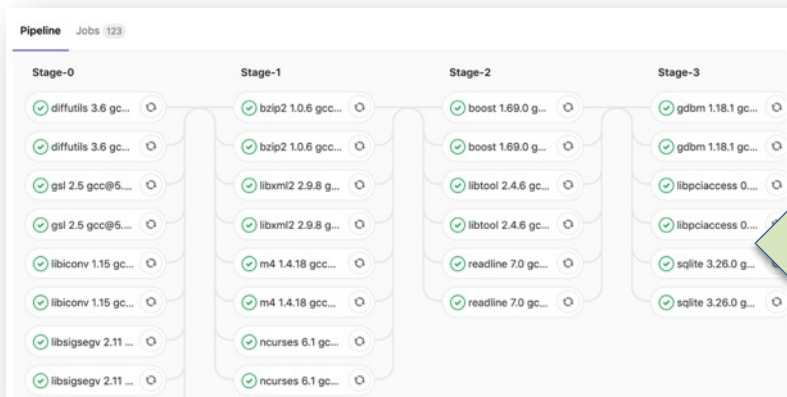 Pipeline Jobs 123
Stage-0 Stage-1 Stage-2 Stage-3
diffutils 3.6 gc... bzip2 1.0.6 gcc... boost 1.69.0 g... gdbm 1.18.1 gc...
diffutils 3.6 gc... bzip2 1.0.6 gcc... boost 1.69.0 g... gdbm 1.18.1 gc...
gsl 2.5 gcc@5.... libxml2 2.9.8 g... libtool 2.4.6 gc... libpciaccess 0....
gsl 2.5 gcc@5.... libxml2 2.9.8 g... libtool 2.4.6 gc... libpciaccess 0....
libiconv 1.15 gc... m4 1.4.18 gcc... readline 7.0 gc... sqlite 3.26.0 g...
libiconv 1.15 gc... m4 1.4.18 gcc... readline 7.0 gc... sqlite 3.26.0 g...
libsigsegv 2.11 ... ncurses 6.1 gc...
libsigsegv 2.11 ... ncurses 6.1 gc...